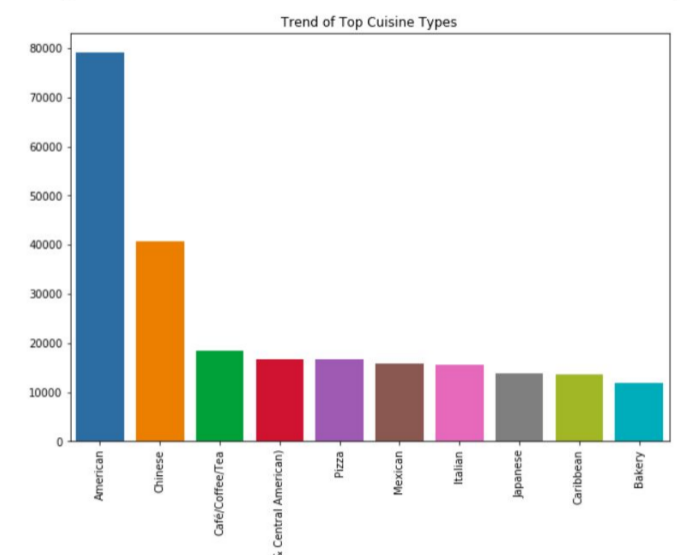 Trend of Top Cuisine Types
80000
70000
60000
50000
40000
30000
20000
10000
0
American
Chinese
Café/Coffee/Tea
& Central American)
Pizza
Mexican
Italian
Japanese
Caribbean
Bakery